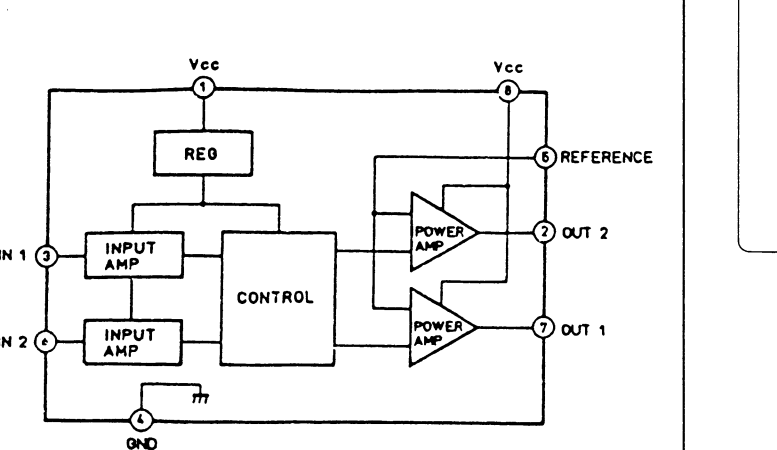 Vcc
Vcc
1
8
REG
5 REFERENCE
IN 1 3
INPUT AMP
POWER AMP
2 OUT 2
CONTROL
IN 2
INPUT AMP
POWER AMP
7 OUT 1
4
GND